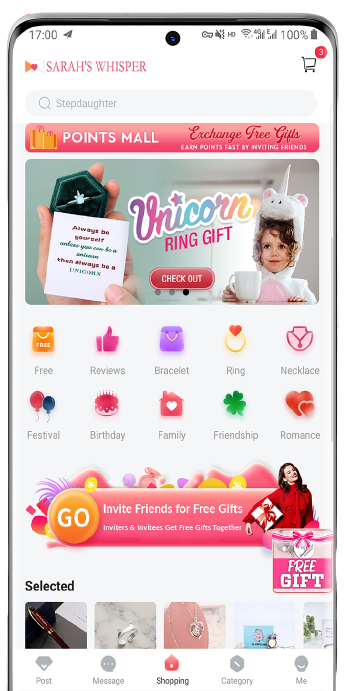 17:00 HD 4G 100%
3
SARAH'S WHISPER
Stepdaughter
POINTS MALL
Exchange Free Gifts
EARN POINTS FAST BY INVITING FRIENDS
Always be
yourself
unless you can be a
unicorn
then always be a
UNICORN
Unicorn
RING GIFT
CHECK OUT
FREE
Free Reviews Bracelet Ring Necklace
Festival Birthday Family Friendship Romance
GO
Invite Friends for Free Gifts
Inviters & Invitees Get Free Gifts Together
FREE
GIFT
Selected
Post Message Shopping Category Me